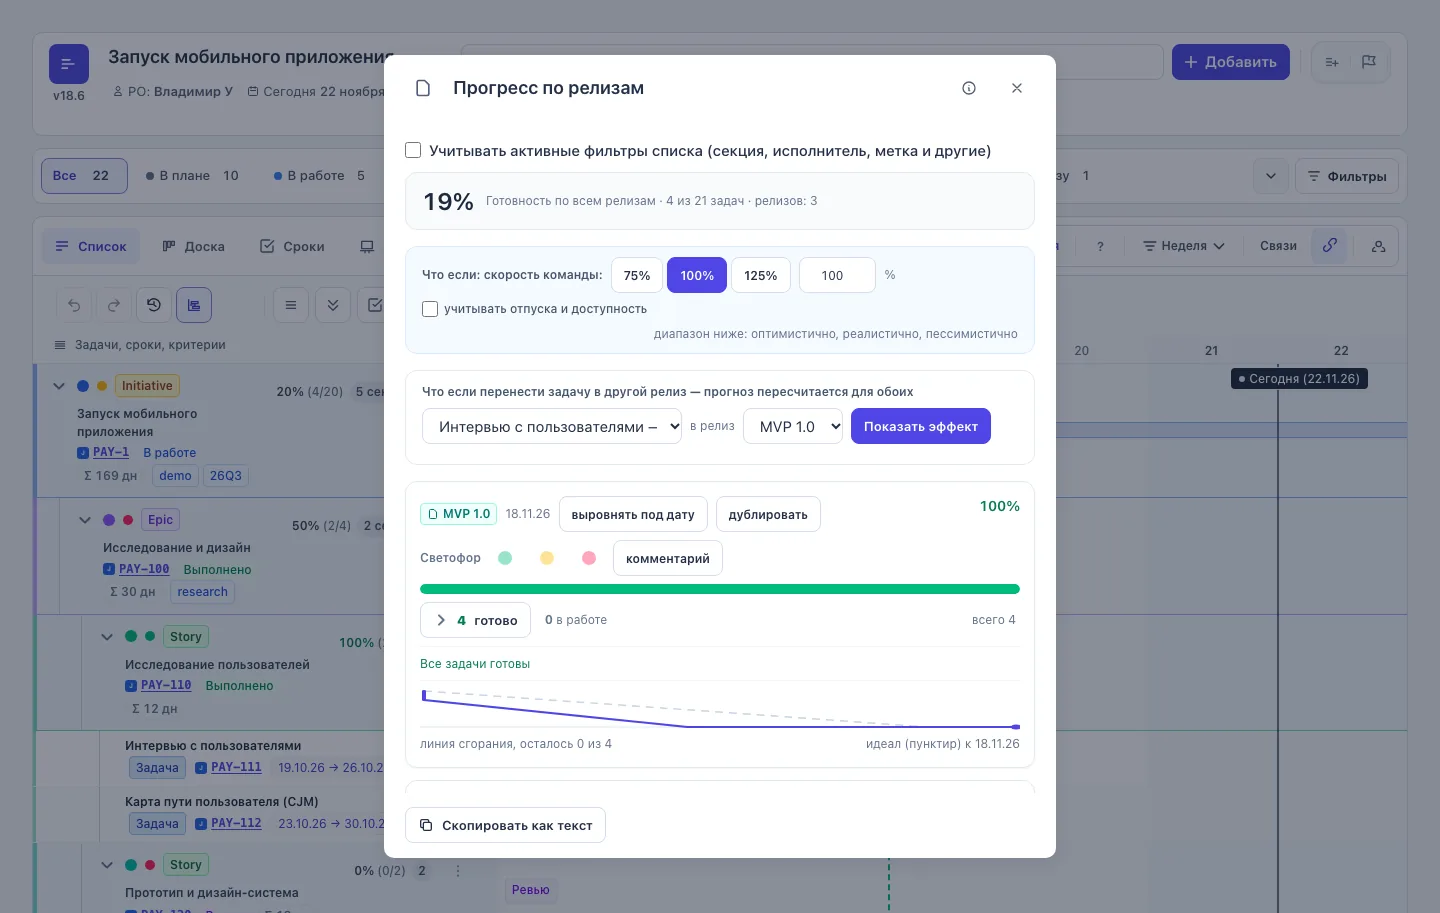 Запуск мобильного приложения
v18.6
PO: Владимир У
Сегодня 22 ноября
Добавить
Все 22
В плане 10
В работе 5
1
Фильтры
Список
Доска
Сроки
?
Неделя
Связи
Задачи, сроки, критерии
20
21
22
Сегодня (22.11.26)
Initiative
20% (4/20)
Запуск мобильного
приложения
PAY-1 В работе
Σ 169 дн
demo
26Q3
Epic
50% (2/4)
Исследование и дизайн
PAY-100 Выполнено
Σ 30 дн
research
Story
100%
Исследование пользователей
PAY-110 Выполнено
Σ 12 дн
Интервью с пользователями
Задача PAY-111 19.10.26 →
Карта пути пользователя (CJM)
Задача PAY-112 23.10.26 →
Story
0% (0/2) 2
Прототип и дизайн-система
Ревью
Прогресс по релизам
Учитывать активные фильтры списка (секция, исполнитель, метка и другие)
19% Готовность по всем релизам · 4 из 21 задач · релизов: 3
Что если: скорость команды: 75% 100% 125% 100 %
учитывать отпуска и доступность
диапазон ниже: оптимистично, реалистично, пессимистично
Что если перенести задачу в другой релиз — прогноз пересчитается для обоих
Интервью с пользователями — в релиз MVP 1.0 Показать эффект
MVP 1.0 18.11.26 выровнять под дату дублировать 100%
Светофор комментарий
4 готово 0 в работе всего 4
Все задачи готовы
линия сгорания, осталось 0 из 4 идеал (пунктир) к 18.11.26
Скопировать как текст